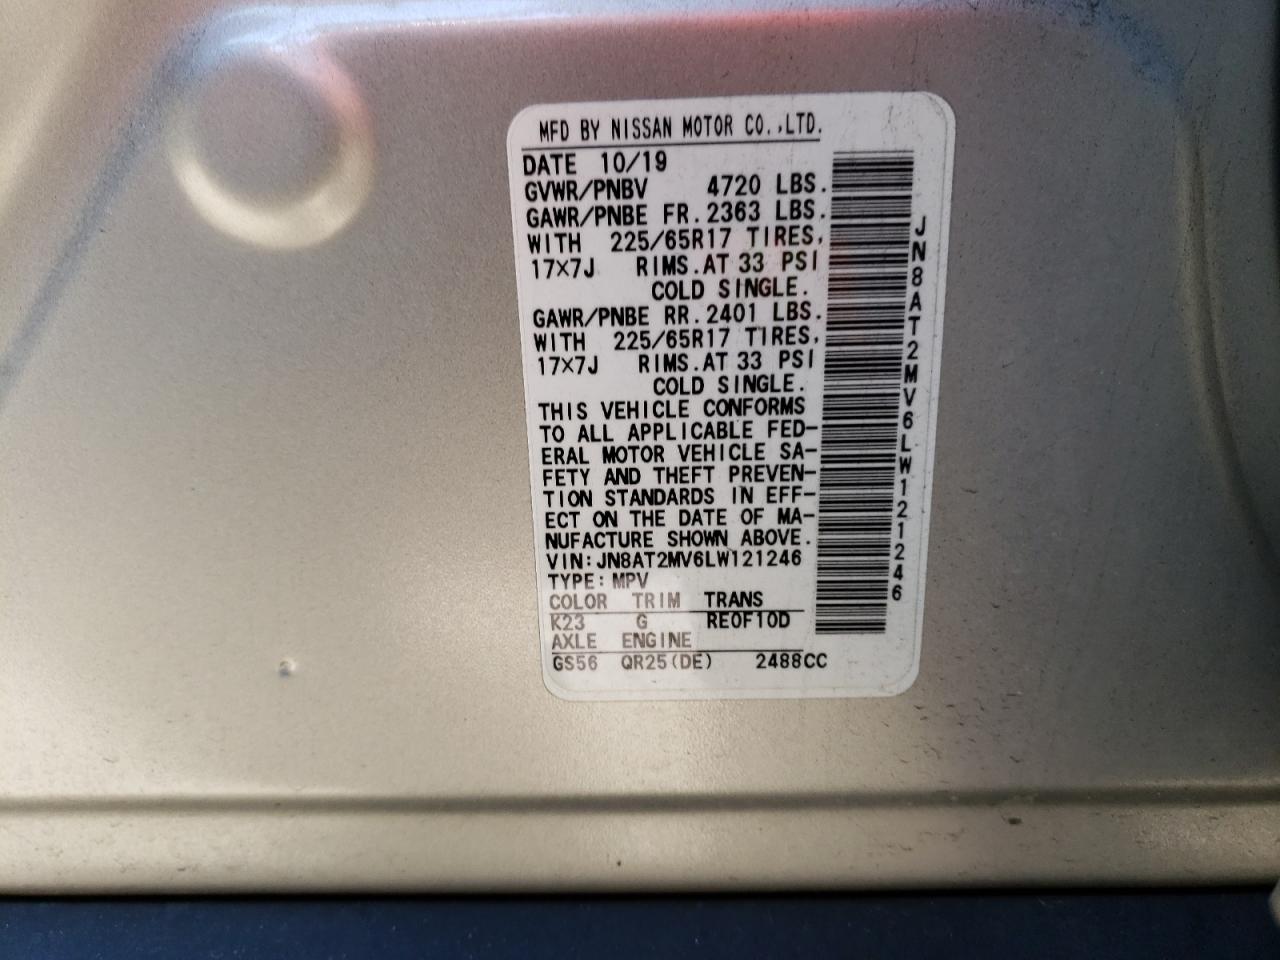 MFD BY NISSAN MOTOR CO.,LTD.
DATE 10/19
GVWR/PNBV 4720 LBS.
GAWR/PNBE FR.2363 LBS.
WITH 225/65R17 TIRES,
17×7J RIMS.AT 33 PSI
COLD SINGLE.
GAWR/PNBE RR.2401 LBS.
WITH 225/65R17 TIRES,
17×7J RIMS.AT 33 PSI
COLD SINGLE.
THIS VEHICLE CONFORMS
TO ALL APPLICABLE FED-
ERAL MOTOR VEHICLE SA-
FETY AND THEFT PREVEN-
TION STANDARDS IN EFF-
ECT ON THE DATE OF MA-
NUFACTURE SHOWN ABOVE.
VIN:JN8AT2MV6LW121246
TYPE:MPV
COLOR TRIM TRANS
K23 G RE0F10D
AXLE ENGINE
GS56 QR25(DE) 2488CC
JN8AT2MV6LW121246